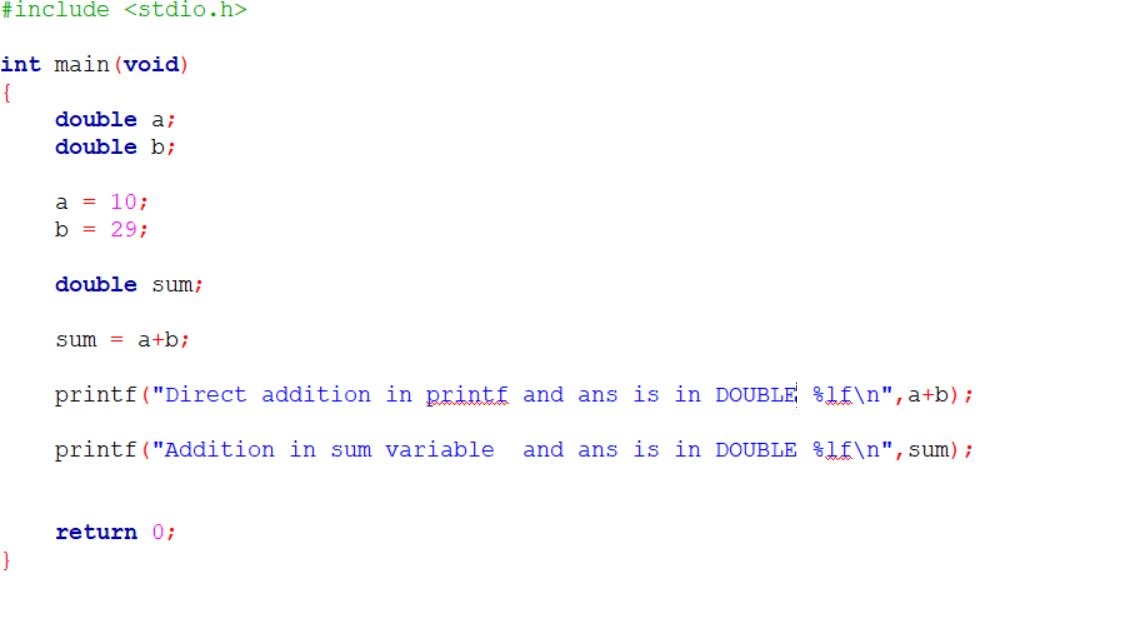 #include <stdio.h>
int main(void)
{
    double a;
    double b;
    a = 10;
    b = 29;
    double sum;
    sum = a+b;
    printf("Direct addition in printf and ans is in DOUBLE %lf\n",a+b);
    printf("Addition in sum variable  and ans is in DOUBLE %lf\n",sum);
    return 0;
}